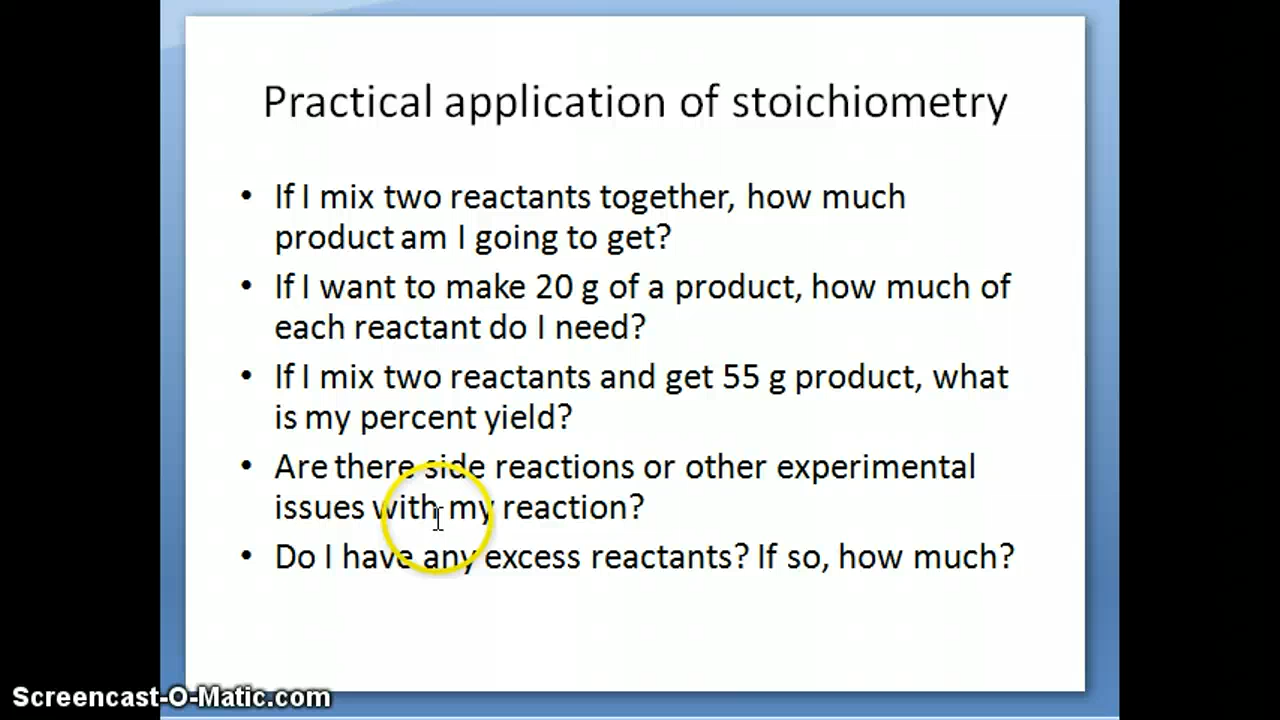 Practical application of stoichiometry
• If I mix two reactants together, how much
product am I going to get?
• If I want to make 20 g of a product, how much of
each reactant do I need?
• If I mix two reactants and get 55 g product, what
is my percent yield?
• Are there side reactions or other experimental
issues with my reaction?
• Do I have any excess reactants? If so, how much?
Screencast-O-Matic.com